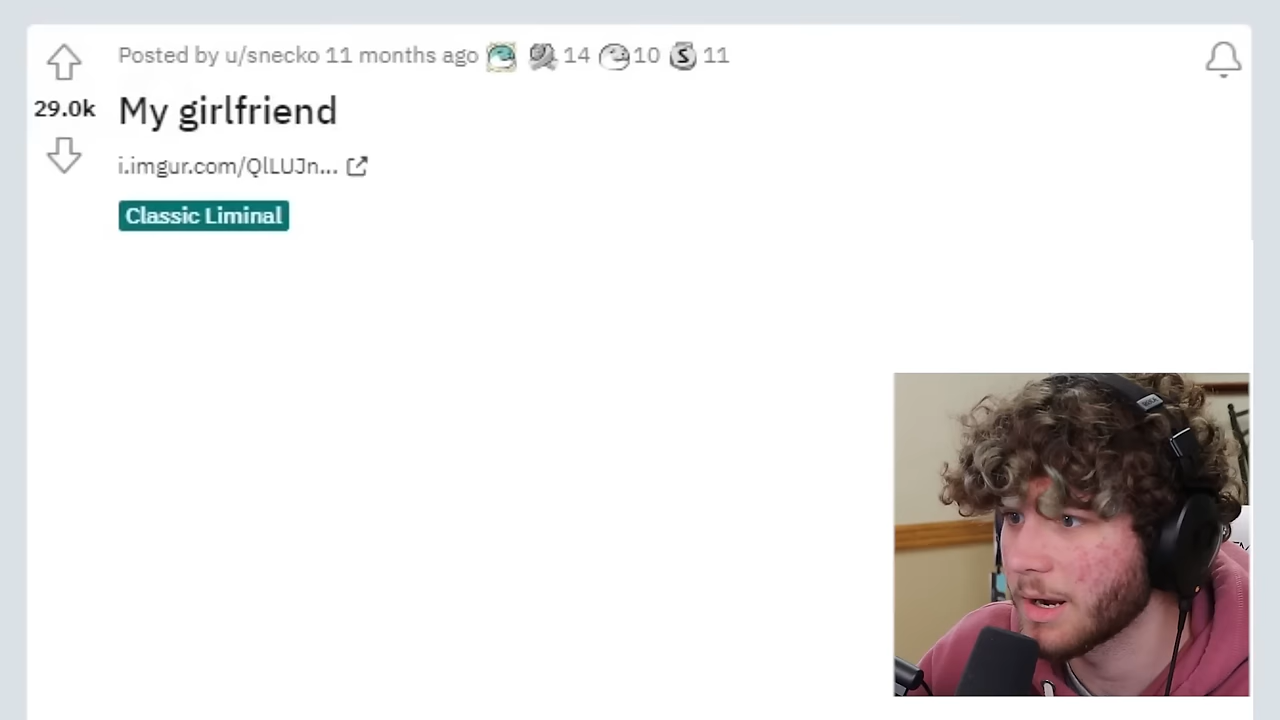 Posted by u/snecko 11 months ago 14 10 11
29.0k
My girlfriend
i.imgur.com/QlLUJn...
Classic Liminal